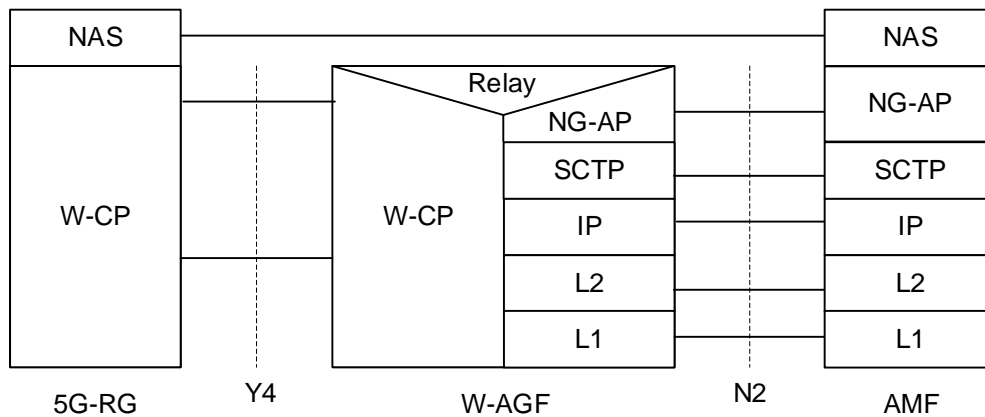 NAS
NAS
Relay
NG-AP
NG-AP
SCTP
SCTP
W-CP
W-CP
IP
IP
L2
L2
L1
L1
5G-RG
Y4
W-AGF
N2
AMF